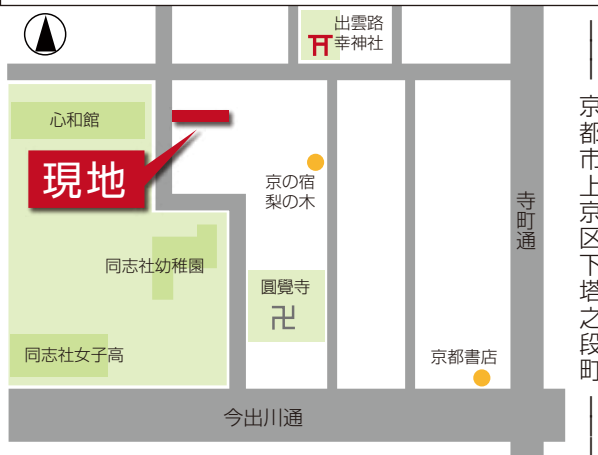 出雲路
幸神社
心和館
現地
京の宿
梨の木
寺町通
同志社幼稚園
圓覺寺
卍
同志社女子高
京都書店
今出川通
京都市上京区下塔之段町